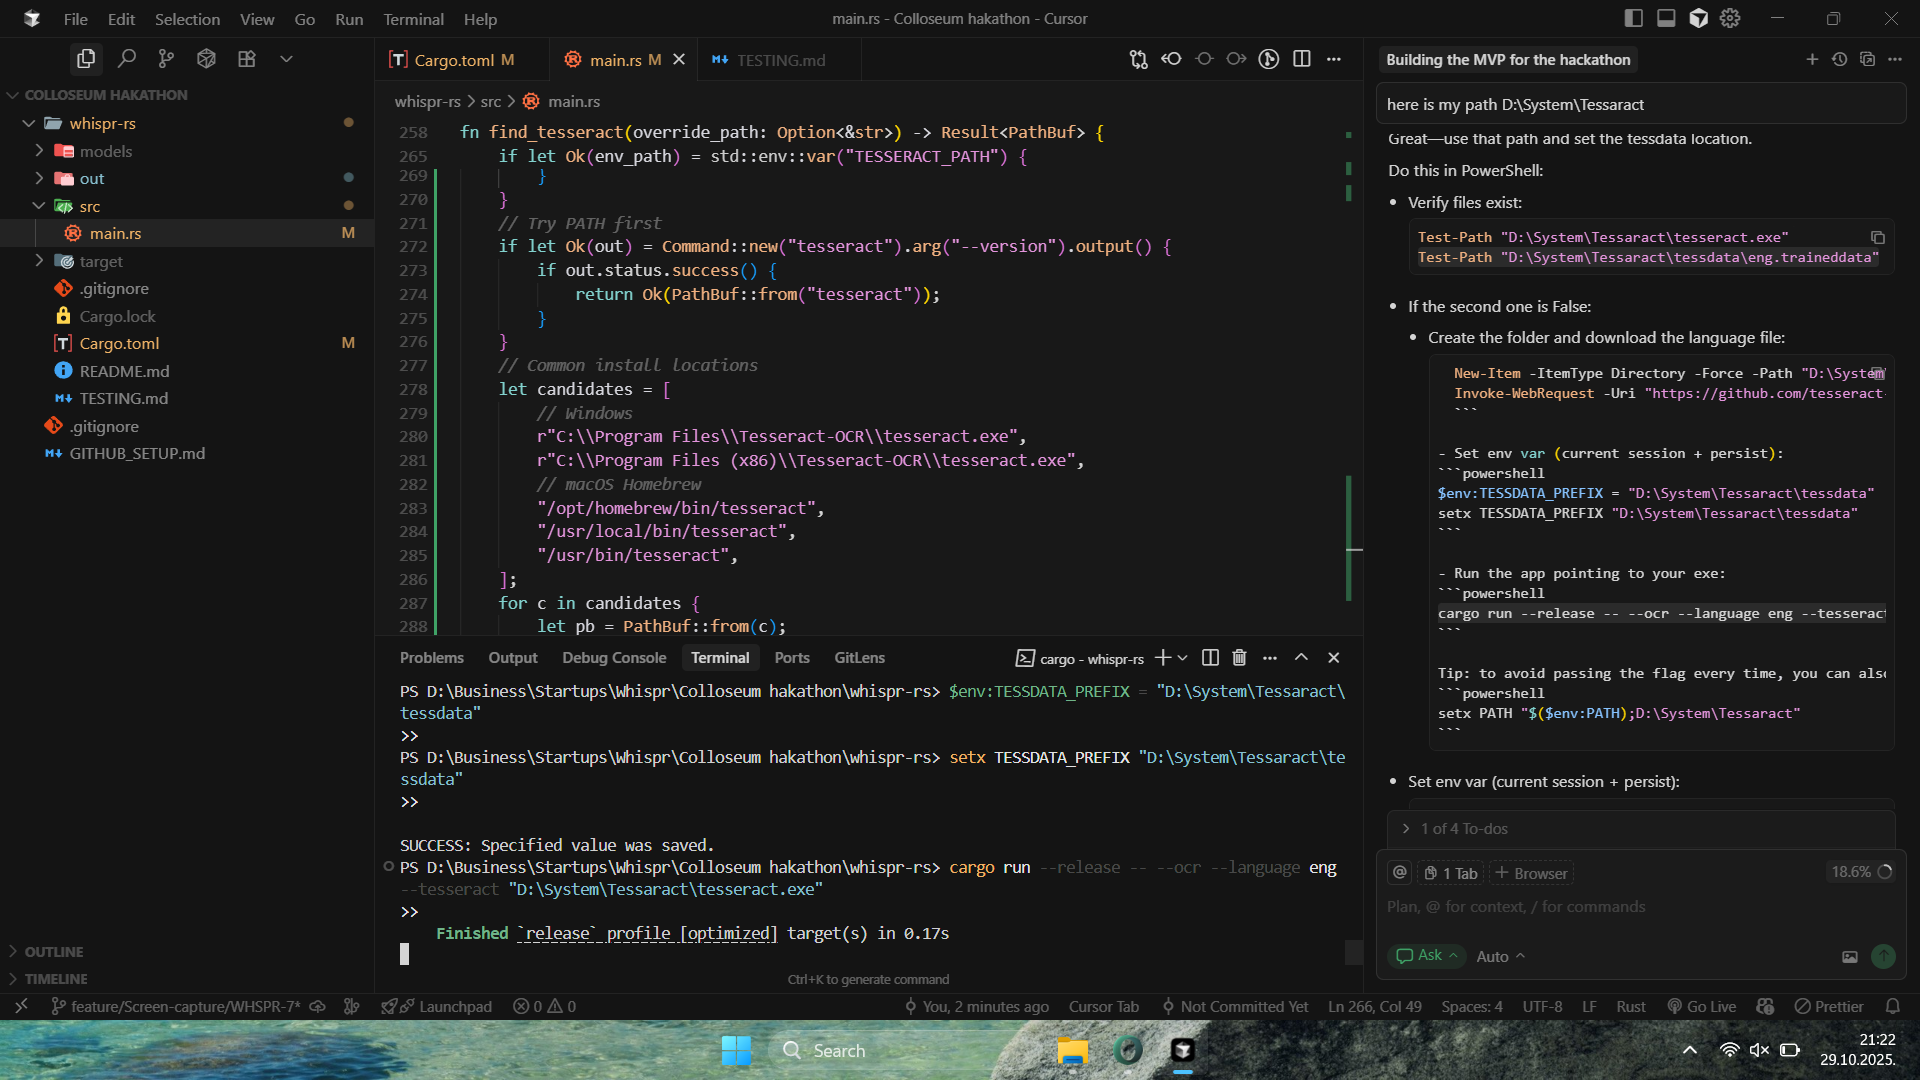 File Edit Selection View Go Run Terminal Help
main.rs - Colloseum hakathon - Cursor
COLLOSEUM HAKATHON
whispr-rs
models
out
src
main.rs M
target
.gitignore
Cargo.lock
Cargo.toml M
README.md
TESTING.md
.gitignore
GITHUB_SETUP.md
OUTLINE
TIMELINE
Cargo.toml M
main.rs M
TESTING.md
whispr-rs > src > main.rs
258 fn find_tesseract(override_path: Option<&str>) -> Result<PathBuf> {
265 if let Ok(env_path) = std::env::var("TESSERACT_PATH") {
269 }
270 }
271 // Try PATH first
272 if let Ok(out) = Command::new("tesseract").arg("--version").output() {
273 if out.status.success() {
274 return Ok(PathBuf::from("tesseract"));
275 }
276 }
277 // Common install locations
278 let candidates = [
279 // Windows
280 r"C:\\Program Files\\Tesseract-OCR\\tesseract.exe",
281 r"C:\\Program Files (x86)\\Tesseract-OCR\\tesseract.exe",
282 // macOS Homebrew
283 "/opt/homebrew/bin/tesseract",
284 "/usr/local/bin/tesseract",
285 "/usr/bin/tesseract",
286 ];
287 for c in candidates {
288 let pb = PathBuf::from(c);
Problems Output Debug Console Terminal Ports GitLens
cargo - whispr-rs
PS D:\Business\Startups\Whispr\Colloseum hakathon\whispr-rs> $env:TESSDATA_PREFIX = "D:\System\Tessaract\
tessdata"
>>
PS D:\Business\Startups\Whispr\Colloseum hakathon\whispr-rs> setx TESSDATA_PREFIX "D:\System\Tessaract\te
ssdata"
>>
SUCCESS: Specified value was saved.
PS D:\Business\Startups\Whispr\Colloseum hakathon\whispr-rs> cargo run --release -- --ocr --language eng
--tesseract "D:\System\Tessaract\tesseract.exe"
>>
Finished `release` profile [optimized] target(s) in 0.17s
Ctrl+K to generate command
Building the MVP for the hackathon
here is my path D:\System\Tessaract
Great—use that path and set the tessdata location.
Do this in PowerShell:
• Verify files exist:
Test-Path "D:\System\Tessaract\tesseract.exe"
Test-Path "D:\System\Tessaract\tessdata\eng.traineddata"
• If the second one is False:
• Create the folder and download the language file:
New-Item -ItemType Directory -Force -Path "D:\System\
Invoke-WebRequest -Uri "https://github.com/tesseract-
```
- Set env var (current session + persist):
```powershell
$env:TESSDATA_PREFIX = "D:\System\Tessaract\tessdata"
setx TESSDATA_PREFIX "D:\System\Tessaract\tessdata"
```
- Run the app pointing to your exe:
```powershell
cargo run --release -- --ocr --language eng --tesseract
```
Tip: to avoid passing the flag every time, you can also
```powershell
setx PATH "$($env:PATH);D:\System\Tessaract"
```
• Set env var (current session + persist):
1 of 4 To-dos
@ 1 Tab + Browser 18.6%
Plan, @ for context, / for commands
Ask Auto
feature/Screen-capture/WHSPR-7* Launchpad 0 0 You, 2 minutes ago Cursor Tab Not Committed Yet Ln 266, Col 49 Spaces: 4 UTF-8 LF Rust Go Live Prettier
Search
21:22
29.10.2025.